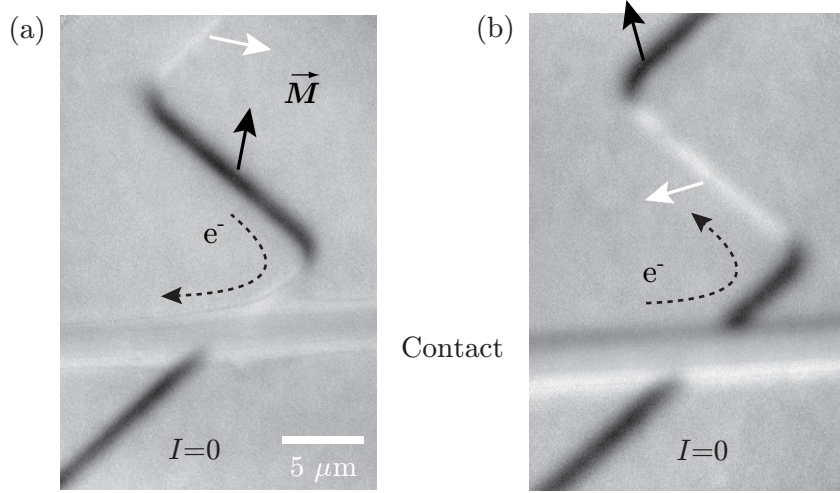 (a)
M
e-
I=0
5 μm
Contact
(b)
e-
I=0